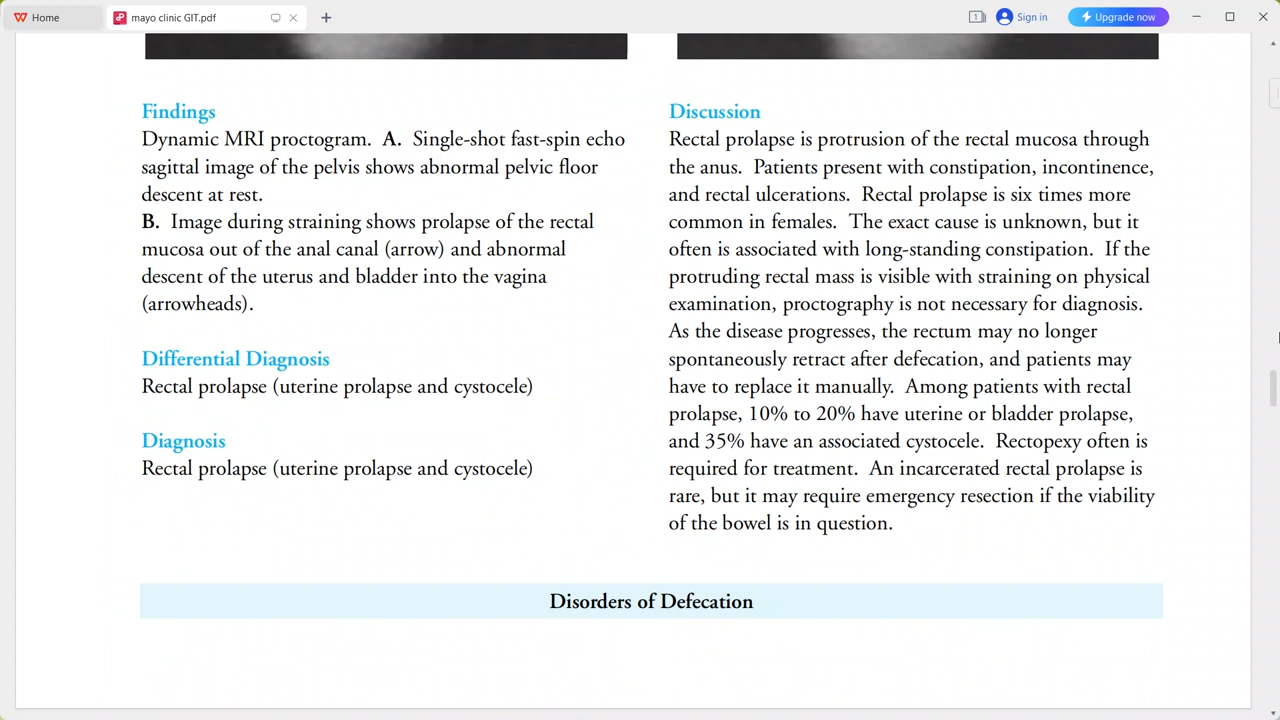 Home
mayo clinic GIT.pdf
Sign in
Upgrade now
Findings
Dynamic MRI proctogram. A. Single-shot fast-spin echo
sagittal image of the pelvis shows abnormal pelvic floor
descent at rest.
B. Image during straining shows prolapse of the rectal
mucosa out of the anal canal (arrow) and abnormal
descent of the uterus and bladder into the vagina
(arrowheads).
Differential Diagnosis
Rectal prolapse (uterine prolapse and cystocele)
Diagnosis
Rectal prolapse (uterine prolapse and cystocele)
Discussion
Rectal prolapse is protrusion of the rectal mucosa through
the anus. Patients present with constipation, incontinence,
and rectal ulcerations. Rectal prolapse is six times more
common in females. The exact cause is unknown, but it
often is associated with long-standing constipation. If the
protruding rectal mass is visible with straining on physical
examination, proctography is not necessary for diagnosis.
As the disease progresses, the rectum may no longer
spontaneously retract after defecation, and patients may
have to replace it manually. Among patients with rectal
prolapse, 10% to 20% have uterine or bladder prolapse,
and 35% have an associated cystocele. Rectopexy often is
required for treatment. An incarcerated rectal prolapse is
rare, but it may require emergency resection if the viability
of the bowel is in question.
Disorders of Defecation